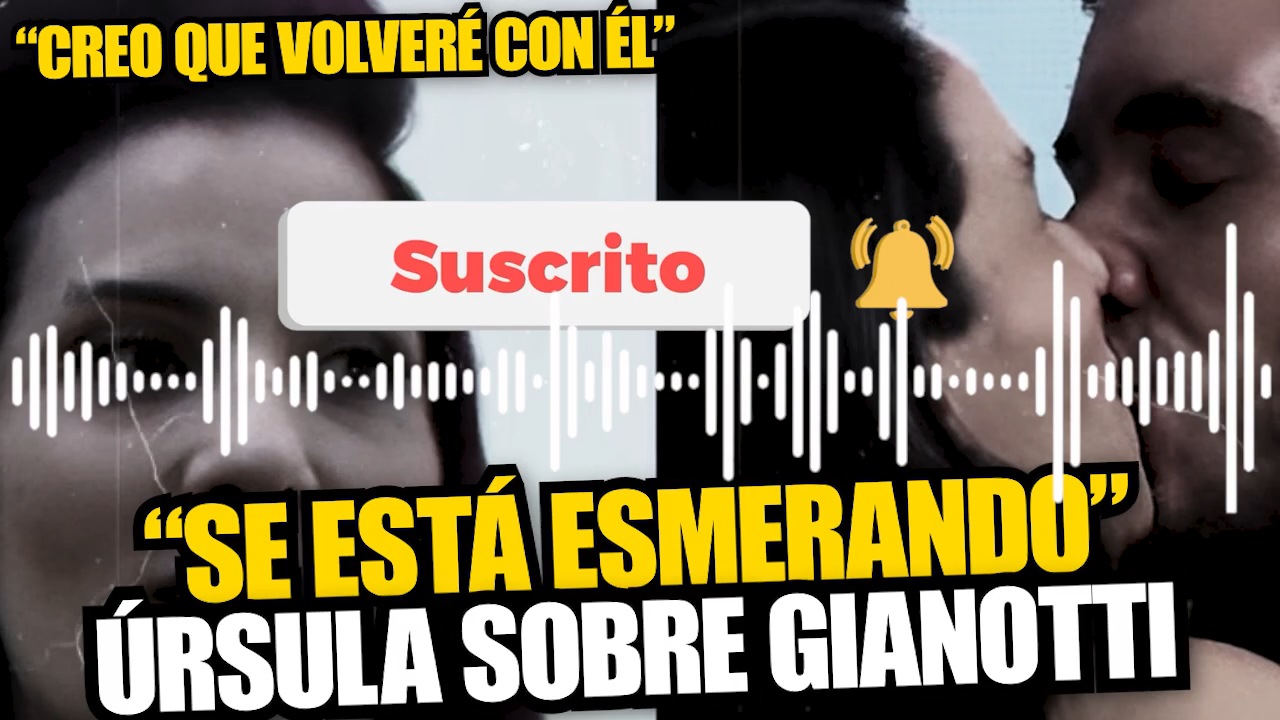 “CREO QUE VOLVERÉ CON ÉL”
Suscrito
“SE ESTÁ ESMERANDO”
ÚRSULA SOBRE GIANOTTI